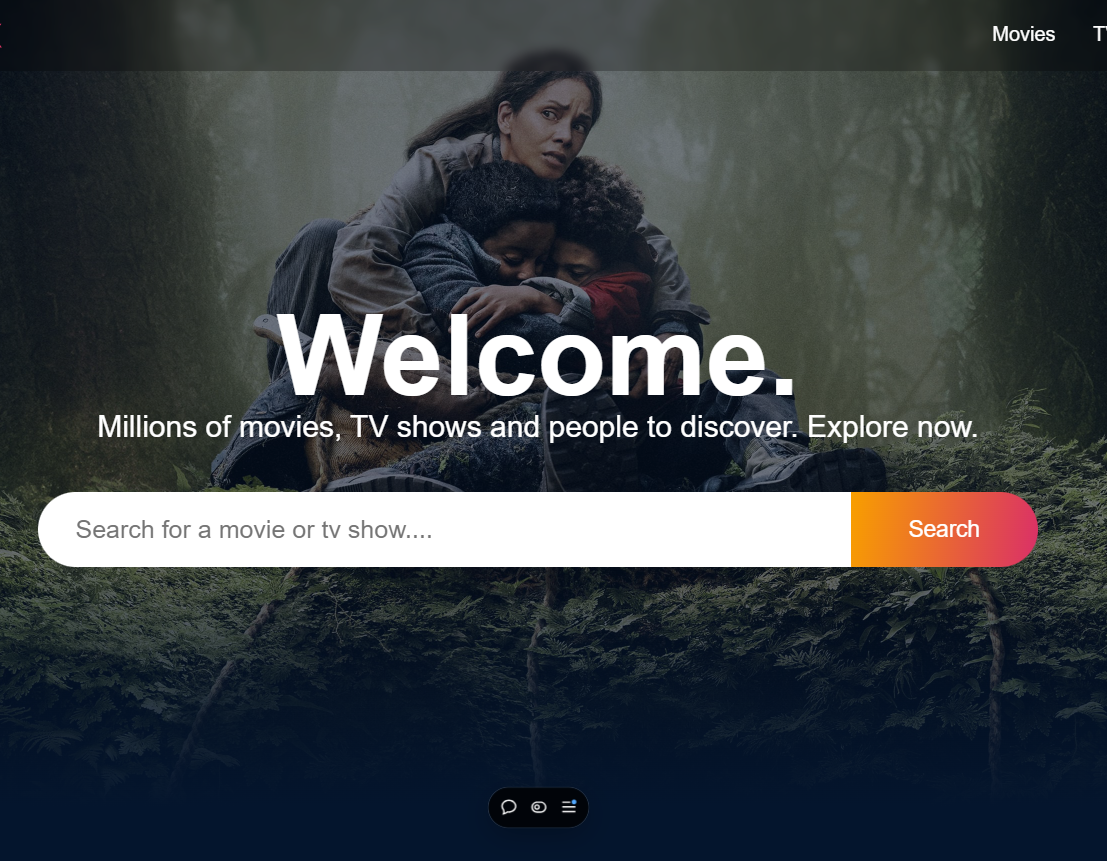 Movies
Welcome.
Millions of movies, TV shows and people to discover. Explore now.
Search for a movie or tv show....
Search